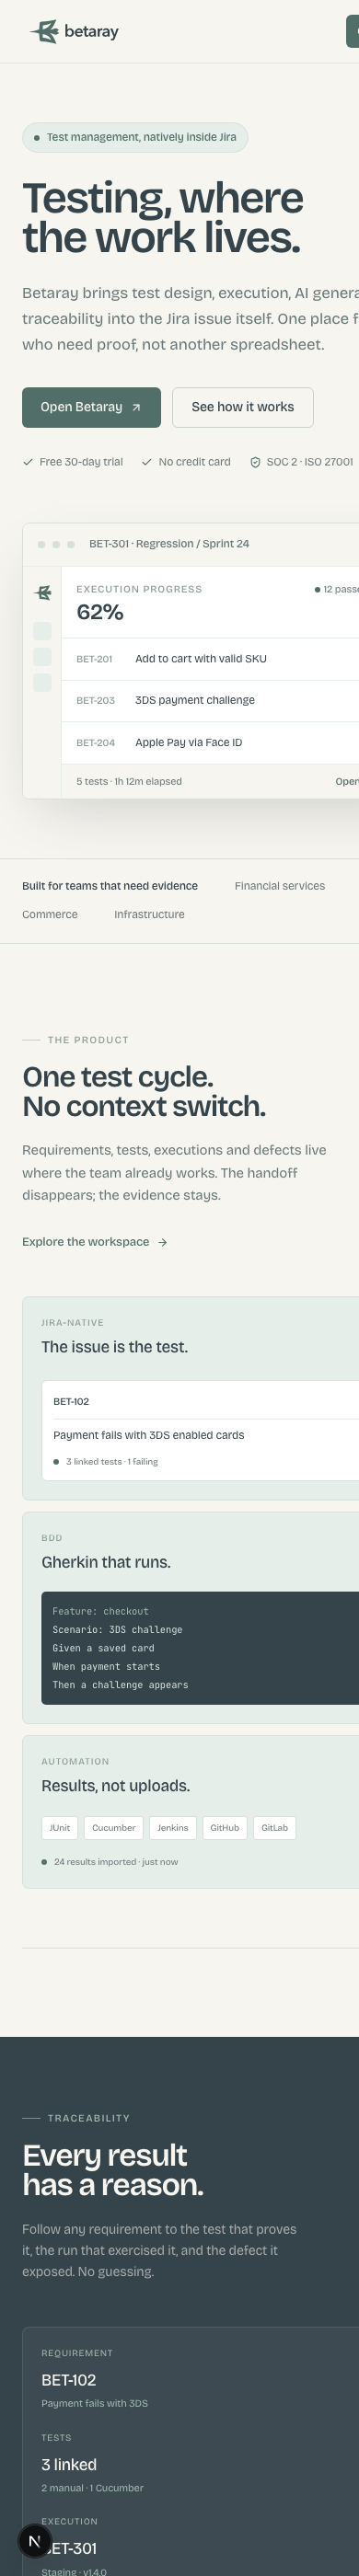 betaray
Test management, natively inside Jira
Testing, where
the work lives.
Betaray brings test design, execution, AI genera
traceability into the Jira issue itself. One place f
who need proof, not another spreadsheet.
Open Betaray
See how it works
Free 30-day trial
No credit card
SOC 2 · ISO 27001
BET-301 · Regression / Sprint 24
EXECUTION PROGRESS
12 passe
62%
BET-201 Add to cart with valid SKU
BET-203 3DS payment challenge
BET-204 Apple Pay via Face ID
5 tests · 1h 12m elapsed
Open
Built for teams that need evidence
Financial services
Commerce
Infrastructure
THE PRODUCT
One test cycle.
No context switch.
Requirements, tests, executions and defects live
where the team already works. The handoff
disappears; the evidence stays.
Explore the workspace
JIRA-NATIVE
The issue is the test.
BET-102
Payment fails with 3DS enabled cards
3 linked tests · 1 failing
BDD
Gherkin that runs.
Feature: checkout
Scenario: 3DS challenge
Given a saved card
When payment starts
Then a challenge appears
AUTOMATION
Results, not uploads.
JUnit
Cucumber
Jenkins
GitHub
GitLab
24 results imported · just now
TRACEABILITY
Every result
has a reason.
Follow any requirement to the test that proves
it, the run that exercised it, and the defect it
exposed. No guessing.
REQUIREMENT
BET-102
Payment fails with 3DS
TESTS
3 linked
2 manual · 1 Cucumber
EXECUTION
N
BET-301
Staging · v1.4.0